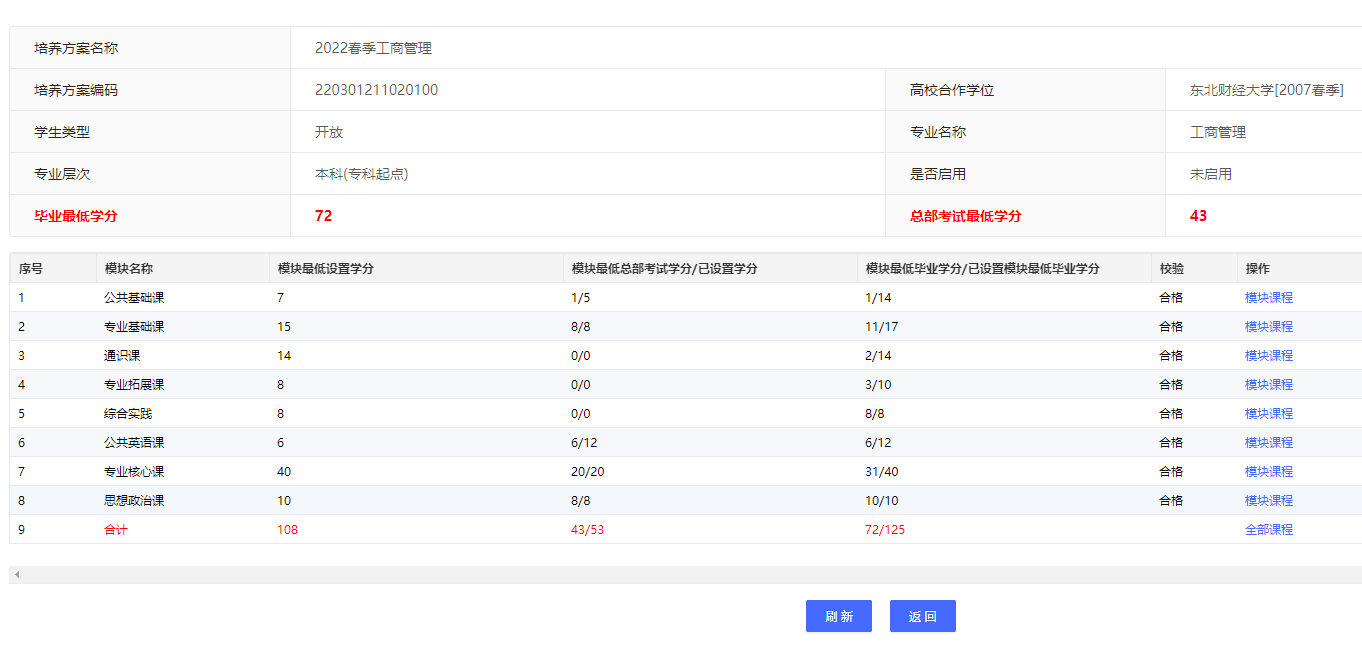 培养方案名称 2022春季工商管理
培养方案编码 220301211020100 高校合作学位 东北财经大学[2007春季]
学生类型 开放 专业名称 工商管理
专业层次 本科(专科起点) 是否启用 未启用
毕业最低学分 72 总部考试最低学分 43
序号 模块名称 模块最低设置学分 模块最低总部考试学分/已设置学分 模块最低毕业学分/已设置模块最低毕业学分 校验 操作
1 公共基础课 7 1/5 1/14 合格 模块课程
2 专业基础课 15 8/8 11/17 合格 模块课程
3 通识课 14 0/0 2/14 合格 模块课程
4 专业拓展课 8 0/0 3/10 合格 模块课程
5 综合实践 8 0/0 8/8 合格 模块课程
6 公共英语课 6 6/12 6/12 合格 模块课程
7 专业核心课 40 20/20 31/40 合格 模块课程
8 思想政治课 10 8/8 10/10 合格 模块课程
9 合计 108 43/53 72/125 全部课程
刷 新 返 回